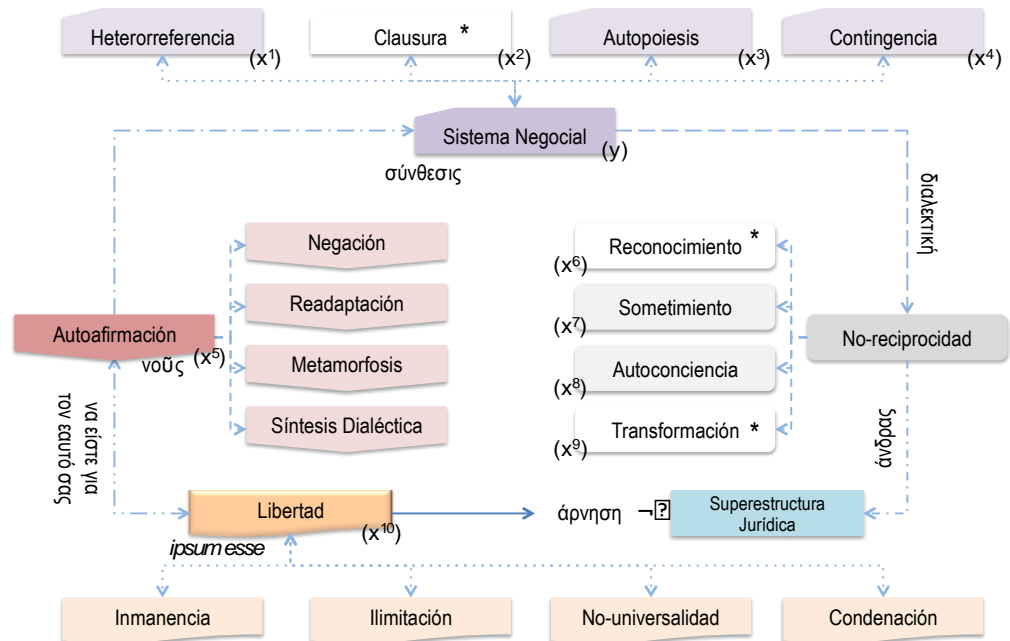 Heterorreferencia
(x¹)
Clausura *
(x²)
Autopoiesis
(x³)
Contingencia
(x⁴)
Sistema Negocial
(y)
σύνθεσις
διαλεκτική
Negación
Readaptación
Metamorfosis
Síntesis Dialéctica
Reconocimiento *
(x⁶)
Sometimiento
(x⁷)
Autoconciencia
(x⁸)
Transformación *
(x⁹)
Autoafirmación
νοῦς (x⁵)
No-reciprocidad
να είστε για
τον εαυτό σας
άνδρας
Libertad
(x¹⁰)
ipsum esse
άρνηση ¬
Superestructura
Jurídica
Inmanencia
Ilimitación
No-universalidad
Condenación